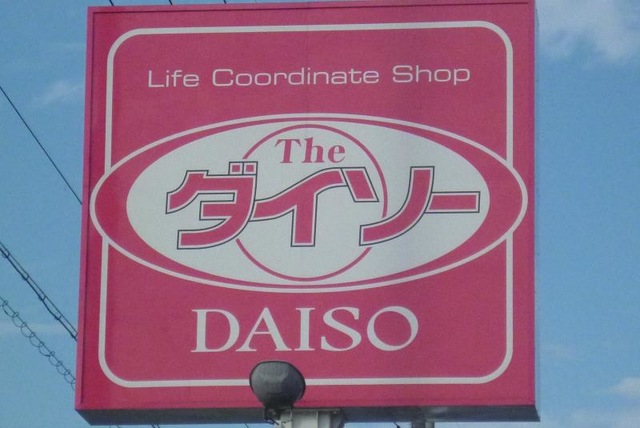 Life Coordinate Shop
The
ダイソー
DAISO